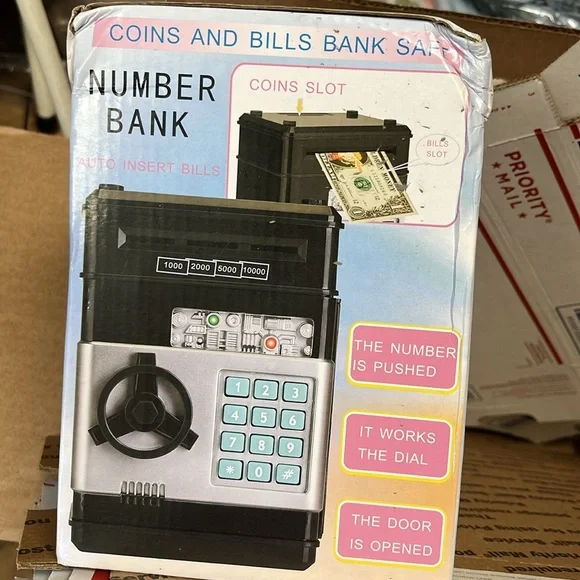 COINS AND BILLS BANK SAF
NUMBER
BANK
AUTO INSERT BILLS
COINS SLOT
BILLS
SLOT
1000 2000 5000 10000
1 2 3
4 5 6
7 8 9
* 0 #
THE NUMBER
IS PUSHED
IT WORKS
THE DIAL
THE DOOR
IS OPENED
PRIORITY
★ MAIL ★